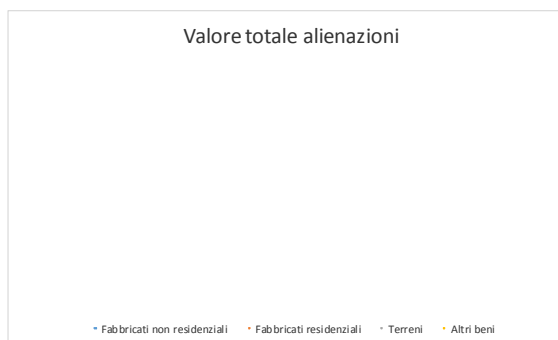 Valore totale alienazioni
Fabbricati non residenziali Fabbricati residenziali Terreni Altri beni